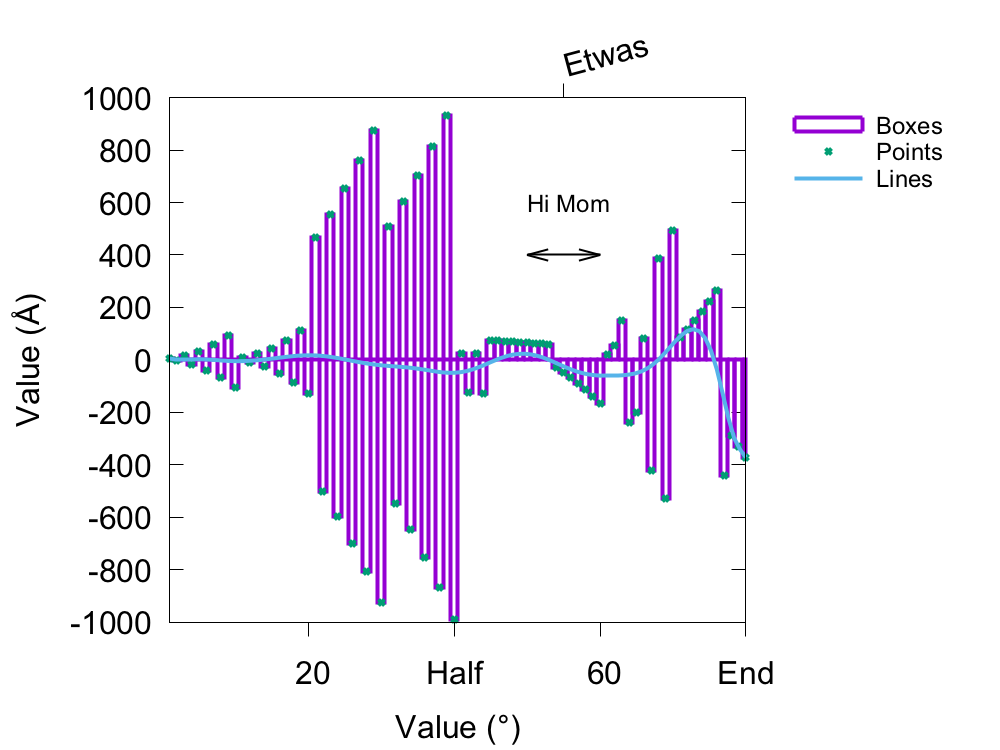 Etwas
1000
800
600
400
200
0
-200
-400
-600
-800
-1000
Value (Å)
Hi Mom
Boxes
Points
Lines
20 Half 60 End
Value (°)